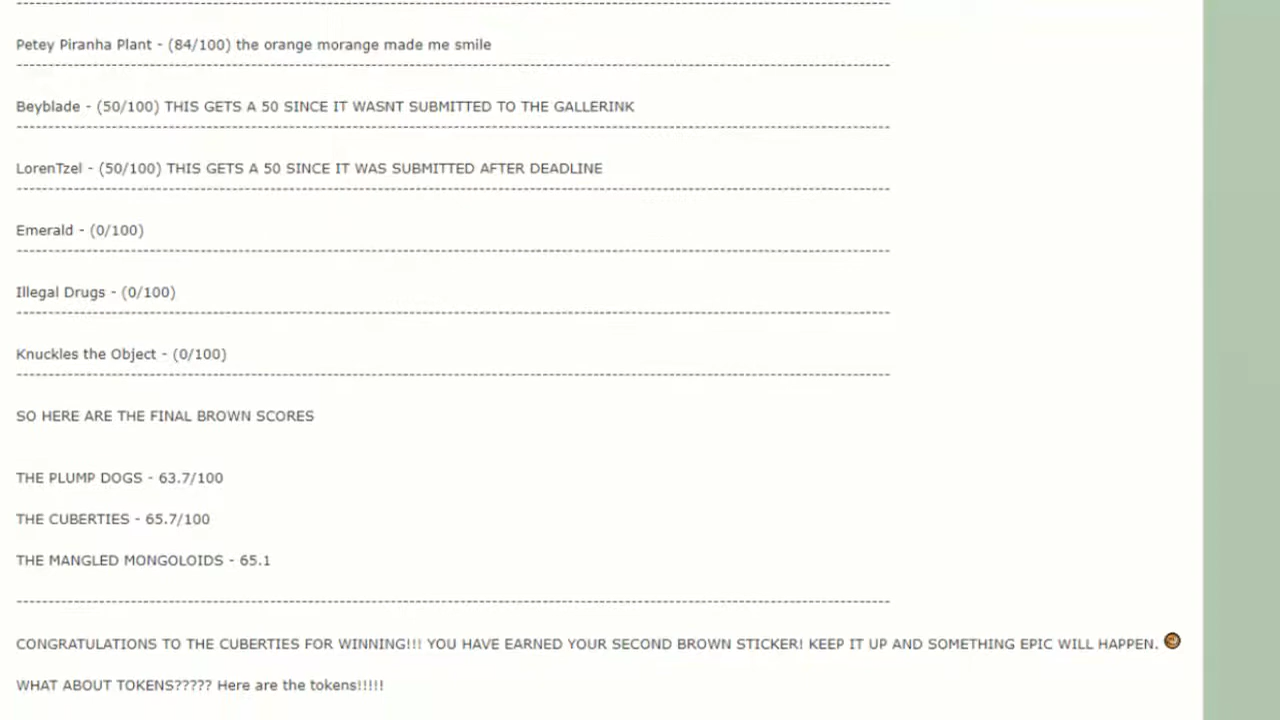 Petey Piranha Plant - (84/100) the orange morange made me smile
Beyblade - (50/100) THIS GETS A 50 SINCE IT WASNT SUBMITTED TO THE GALLERINK
LorenTzel - (50/100) THIS GETS A 50 SINCE IT WAS SUBMITTED AFTER DEADLINE
Emerald - (0/100)
Illegal Drugs - (0/100)
Knuckles the Object - (0/100)
SO HERE ARE THE FINAL BROWN SCORES
THE PLUMP DOGS - 63.7/100
THE CUBERTIES - 65.7/100
THE MANGLED MONGOLOIDS - 65.1
CONGRATULATIONS TO THE CUBERTIES FOR WINNING!!! YOU HAVE EARNED YOUR SECOND BROWN STICKER! KEEP IT UP AND SOMETHING EPIC WILL HAPPEN.
WHAT ABOUT TOKENS????? Here are the tokens!!!!!